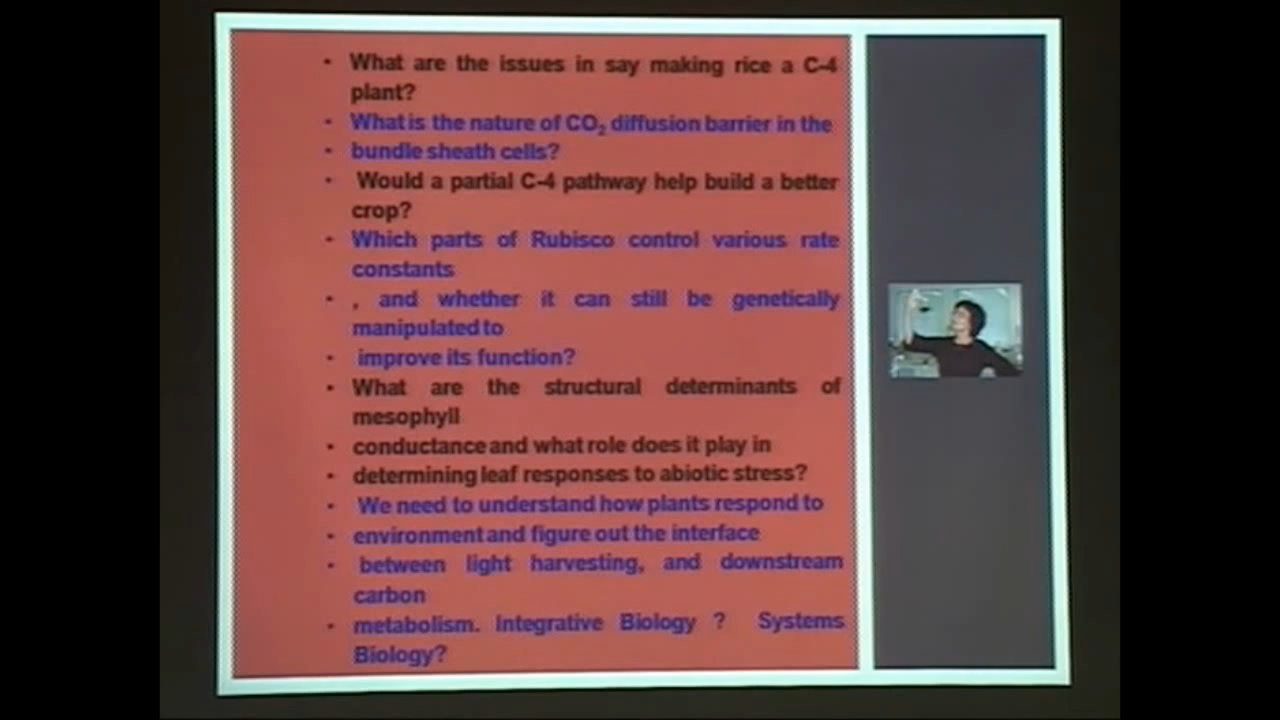 • What are the issues in say making rice a C-4
plant?
• What is the nature of CO₂ diffusion barrier in the
• bundle sheath cells?
• Would a partial C-4 pathway help build a better
crop?
• Which parts of Rubisco control various rate
constants
• , and whether it can still be genetically
manipulated to
• improve its function?
• What are the structural determinants of
mesophyll
• conductance and what role does it play in
• determining leaf responses to abiotic stress?
• We need to understand how plants respond to
• environment and figure out the interface
• between light harvesting, and downstream
carbon
• metabolism. Integrative Biology ? Systems
Biology?